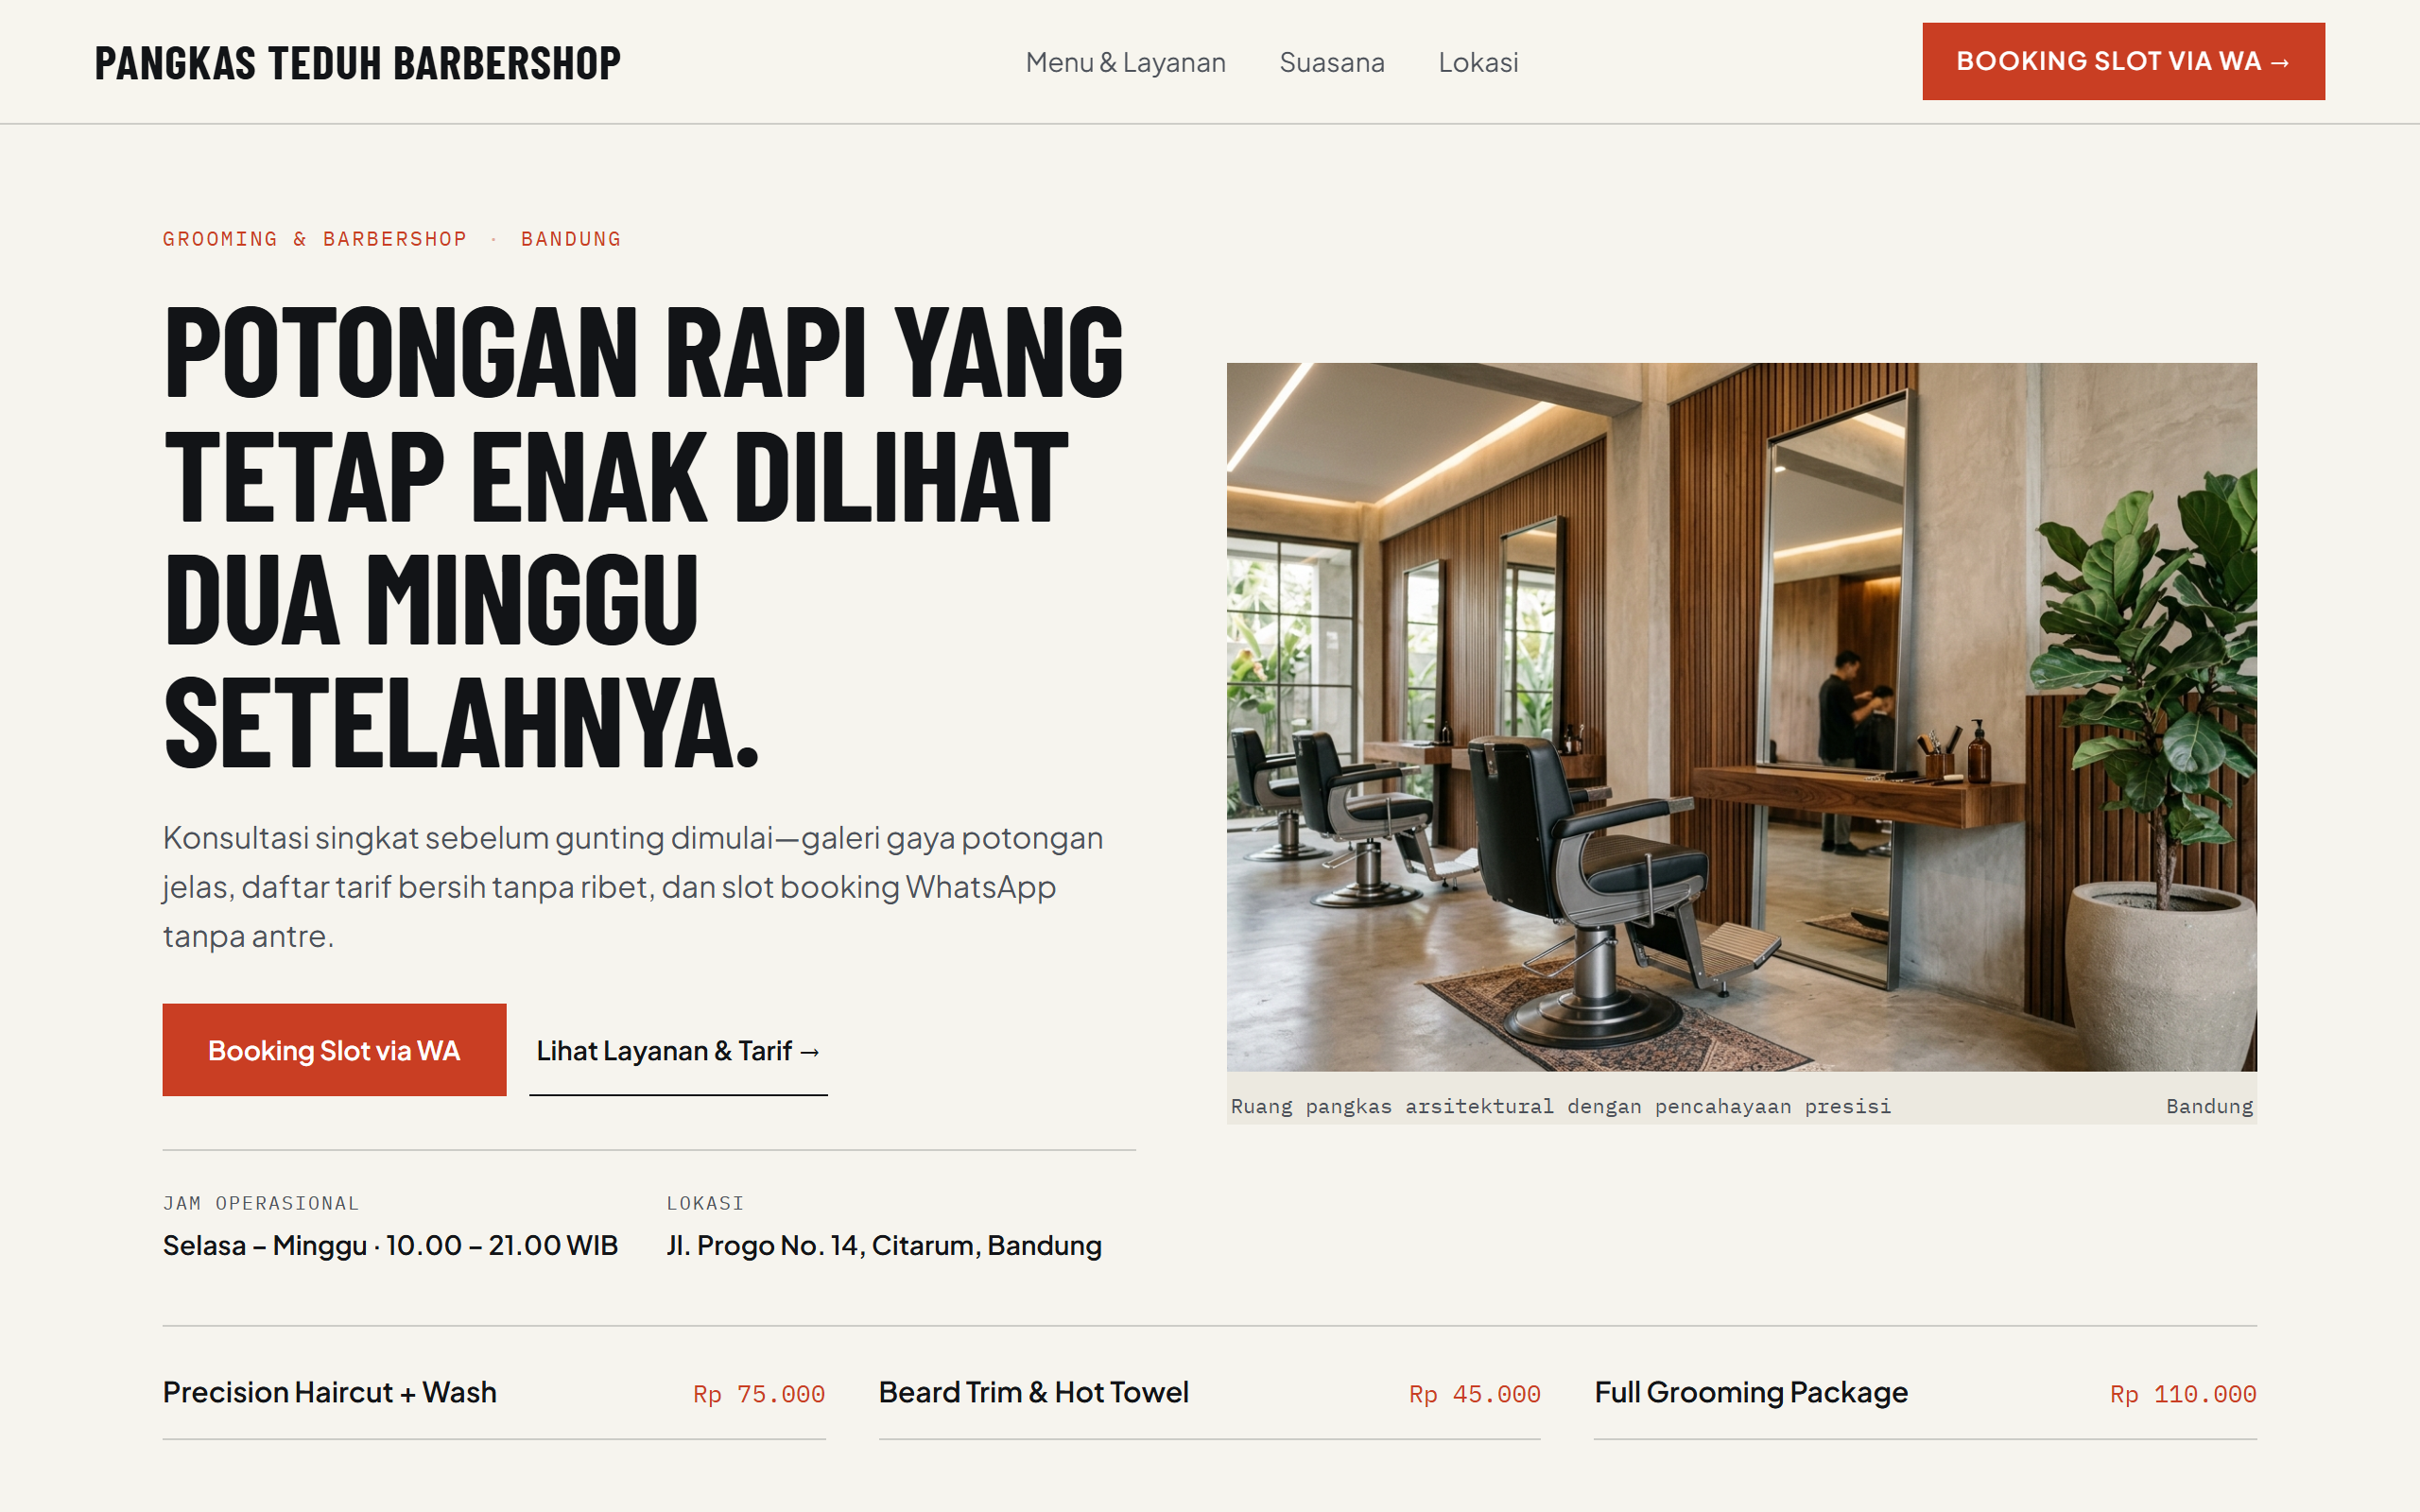 PANGKAS TEDUH BARBERSHOP
Menu & Layanan
Suasana
Lokasi
BOOKING SLOT VIA WA →
GROOMING & BARBERSHOP · BANDUNG
POTONGAN RAPI YANG
TETAP ENAK DILIHAT
DUA MINGGU
SETELAHNYA.
Konsultasi singkat sebelum gunting dimulai—galeri gaya potongan
jelas, daftar tarif bersih tanpa ribet, dan slot booking WhatsApp
tanpa antre.
Booking Slot via WA
Lihat Layanan & Tarif →
Ruang pangkas arsitektural dengan pencahayaan presisi
Bandung
JAM OPERASIONAL
Selasa – Minggu · 10.00 – 21.00 WIB
LOKASI
Jl. Progo No. 14, Citarum, Bandung
Precision Haircut + Wash
Rp 75.000
Beard Trim & Hot Towel
Rp 45.000
Full Grooming Package
Rp 110.000